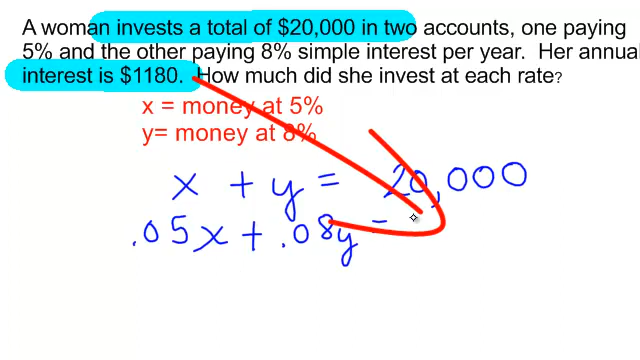 A woman invests a total of $20,000 in two accounts, one paying
5% and the other paying 8% simple interest per year. Her annual
interest is $1180. How much did she invest at each rate?
x = money at 5%
y= money at 8%
x + y = 20,000
.05x + .08y =